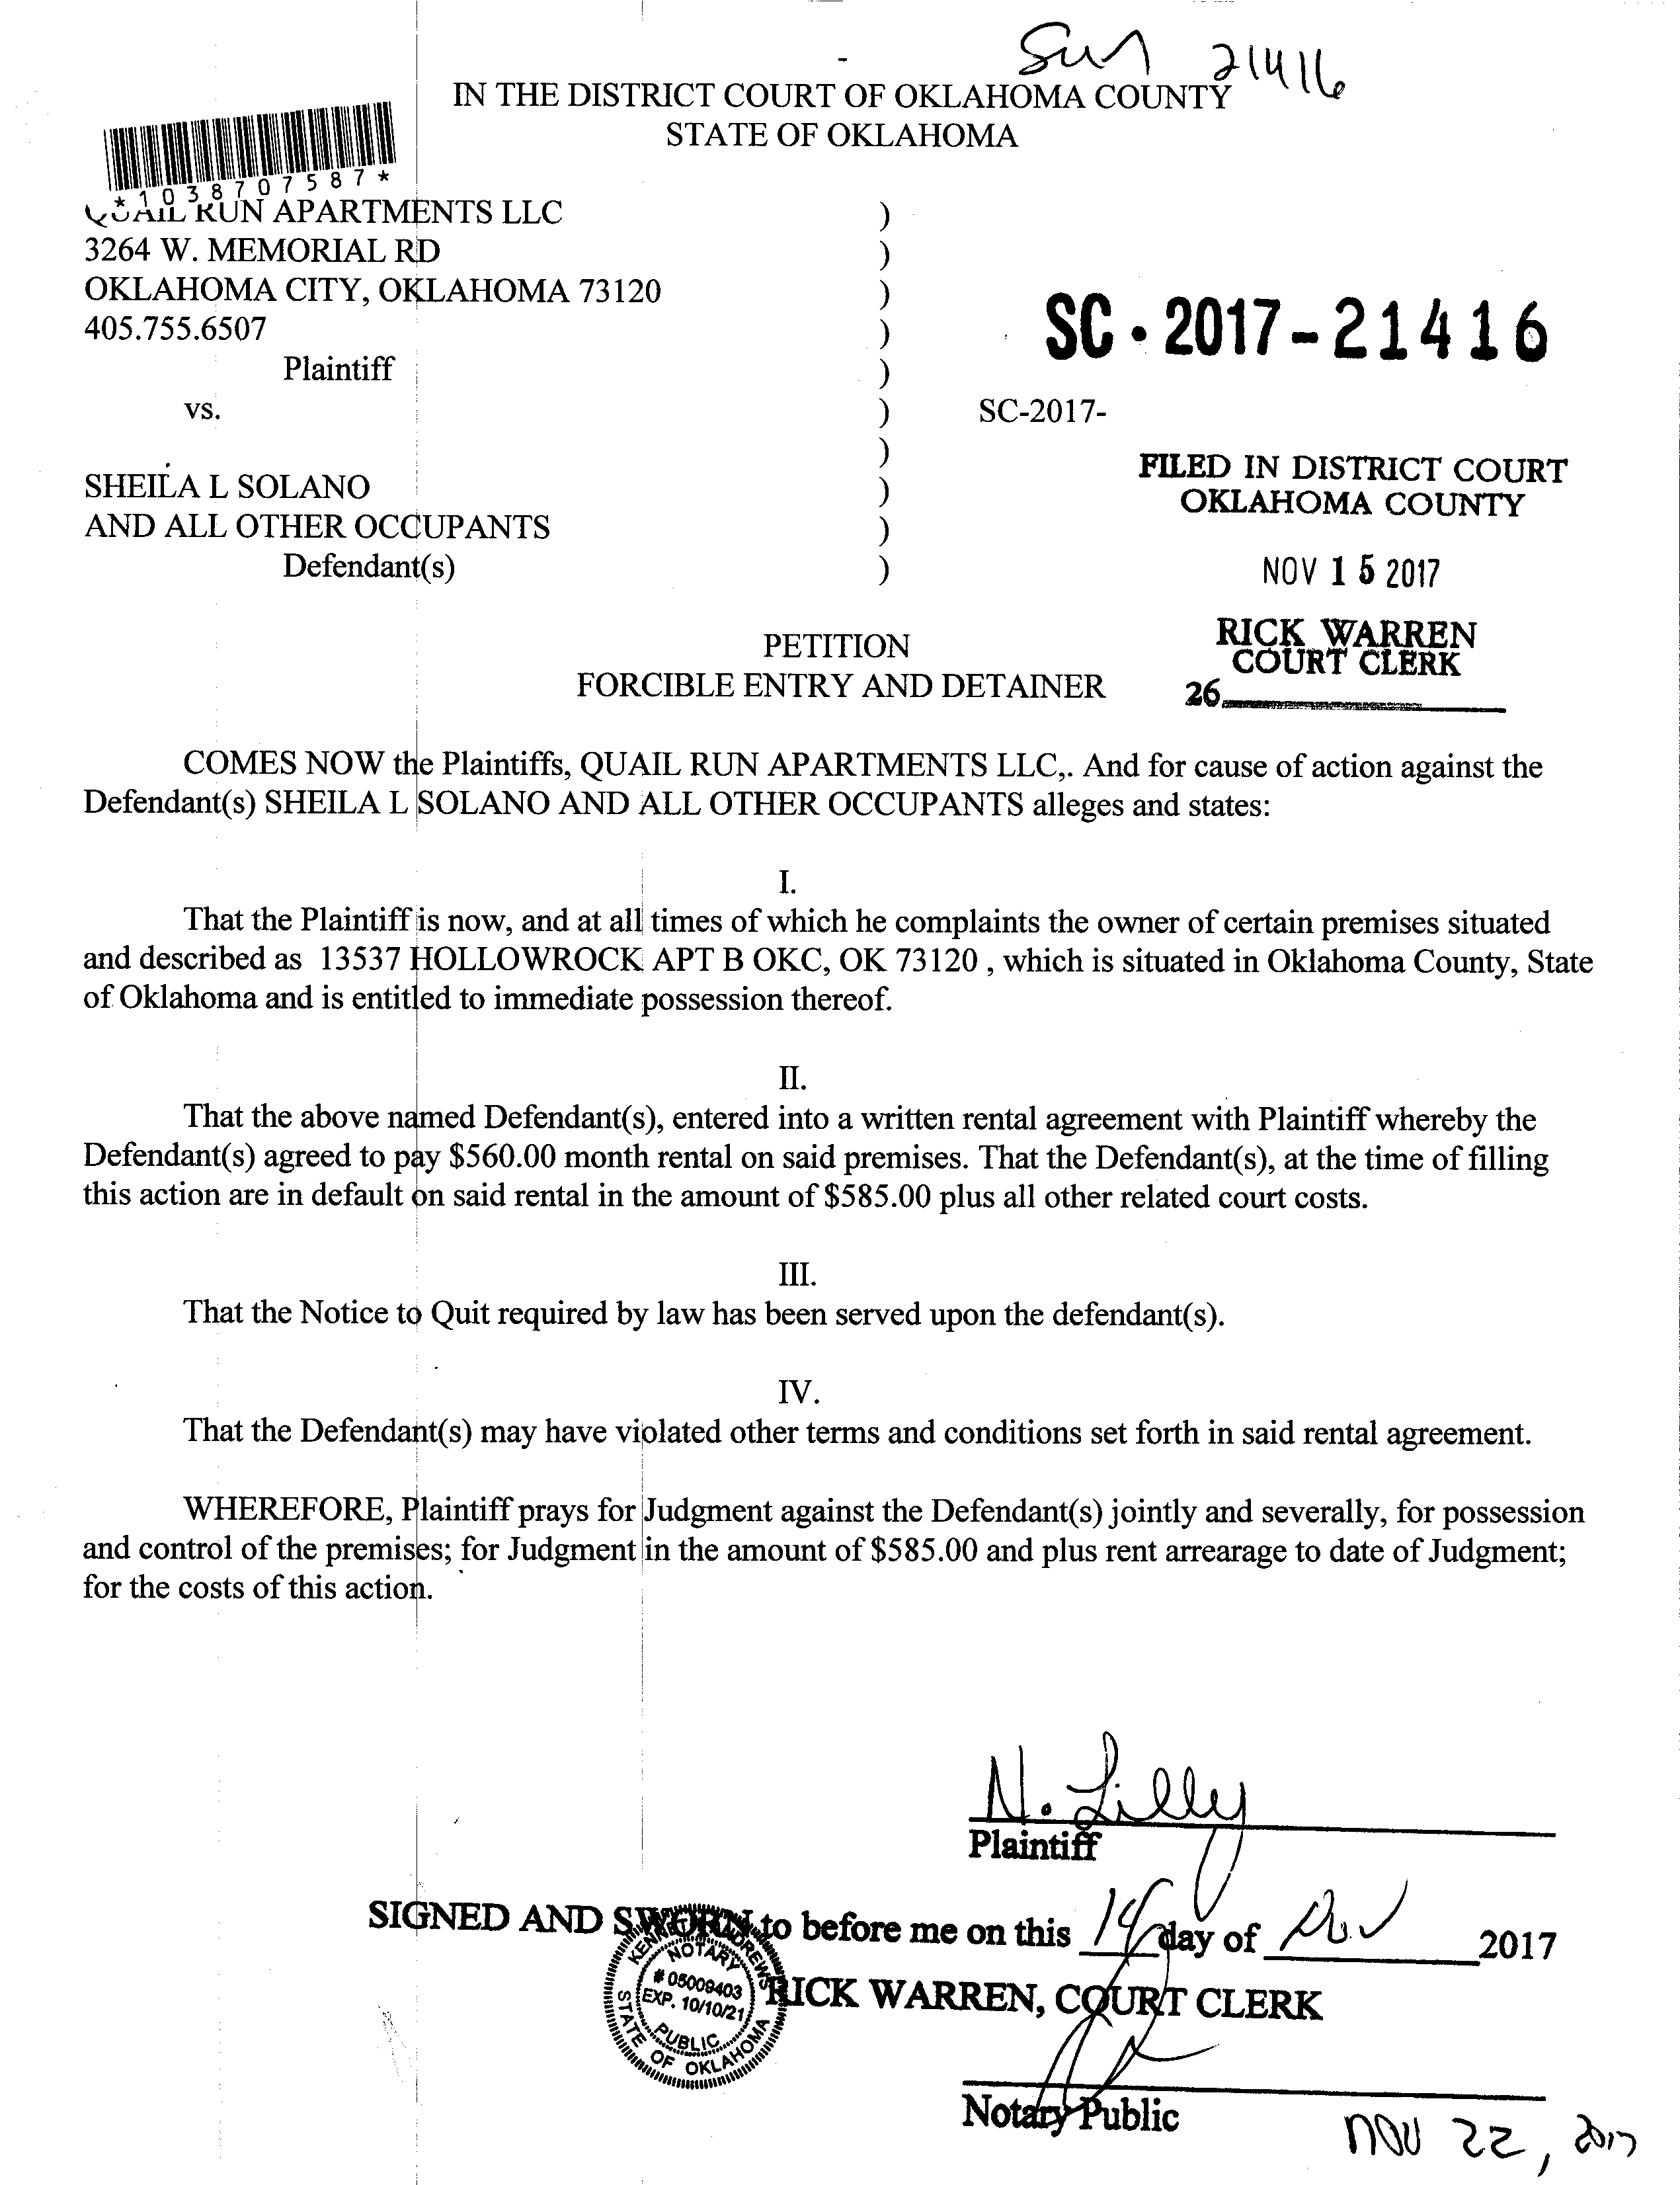 21416
IN THE DISTRICT COURT OF OKLAHOMA COUNTY
STATE OF OKLAHOMA
*1038707587*
QUAIL RUN APARTMENTS LLC )
3264 W. MEMORIAL RD )
OKLAHOMA CITY, OKLAHOMA 73120 )
405.755.6507 )
SC-2017-21416
Plaintiff )
vs. ) SC-2017-
)
FILED IN DISTRICT COURT
OKLAHOMA COUNTY
SHEILA L SOLANO )
AND ALL OTHER OCCUPANTS )
Defendant(s) )
NOV 15 2017
RICK WARREN
COURT CLERK
26
PETITION
FORCIBLE ENTRY AND DETAINER
COMES NOW the Plaintiffs, QUAIL RUN APARTMENTS LLC,. And for cause of action against the
Defendant(s) SHEILA L SOLANO AND ALL OTHER OCCUPANTS alleges and states:
I.
That the Plaintiff is now, and at all times of which he complaints the owner of certain premises situated
and described as 13537 HOLLOWROCK APT B OKC, OK 73120 , which is situated in Oklahoma County, State
of Oklahoma and is entitled to immediate possession thereof.
II.
That the above named Defendant(s), entered into a written rental agreement with Plaintiff whereby the
Defendant(s) agreed to pay $560.00 month rental on said premises. That the Defendant(s), at the time of filling
this action are in default on said rental in the amount of $585.00 plus all other related court costs.
III.
That the Notice to Quit required by law has been served upon the defendant(s).
IV.
That the Defendant(s) may have violated other terms and conditions set forth in said rental agreement.
WHEREFORE, Plaintiff prays for Judgment against the Defendant(s) jointly and severally, for possession
and control of the premises; for Judgment in the amount of $585.00 and plus rent arrearage to date of Judgment;
for the costs of this action.
N. Lilly
Plaintiff
SIGNED AND SWORN to before me on this 14 day of Nov 2017
NOTARY
# 05009403
EXP. 10/10/21
PUBLIC
STATE OF OKLAHOMA
RICK WARREN, COURT CLERK
Notary Public
NOV 22, 2017